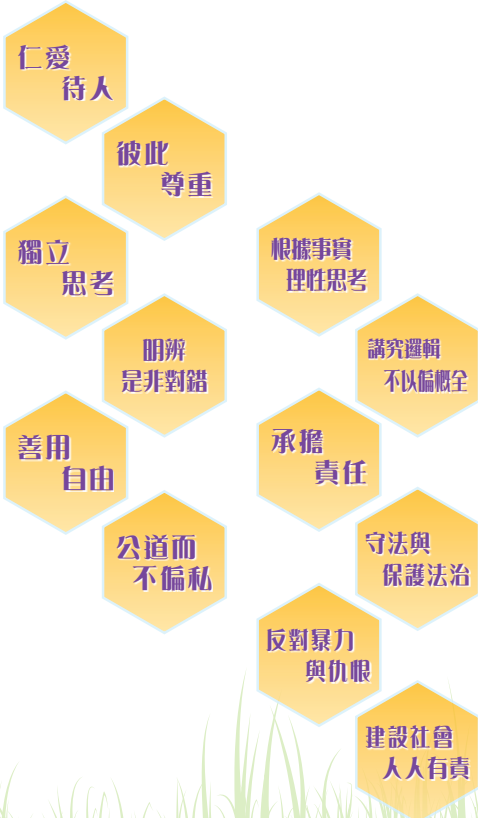 仁愛
待人
彼此
尊重
獨立
思考
明辨
是非對錯
善用
自由
公道而
不偏私
根據事實
理性思考
講究邏輯
不以偏概全
承擔
責任
守法與
保護法治
反對暴力
與仇恨
建設社會
人人有責